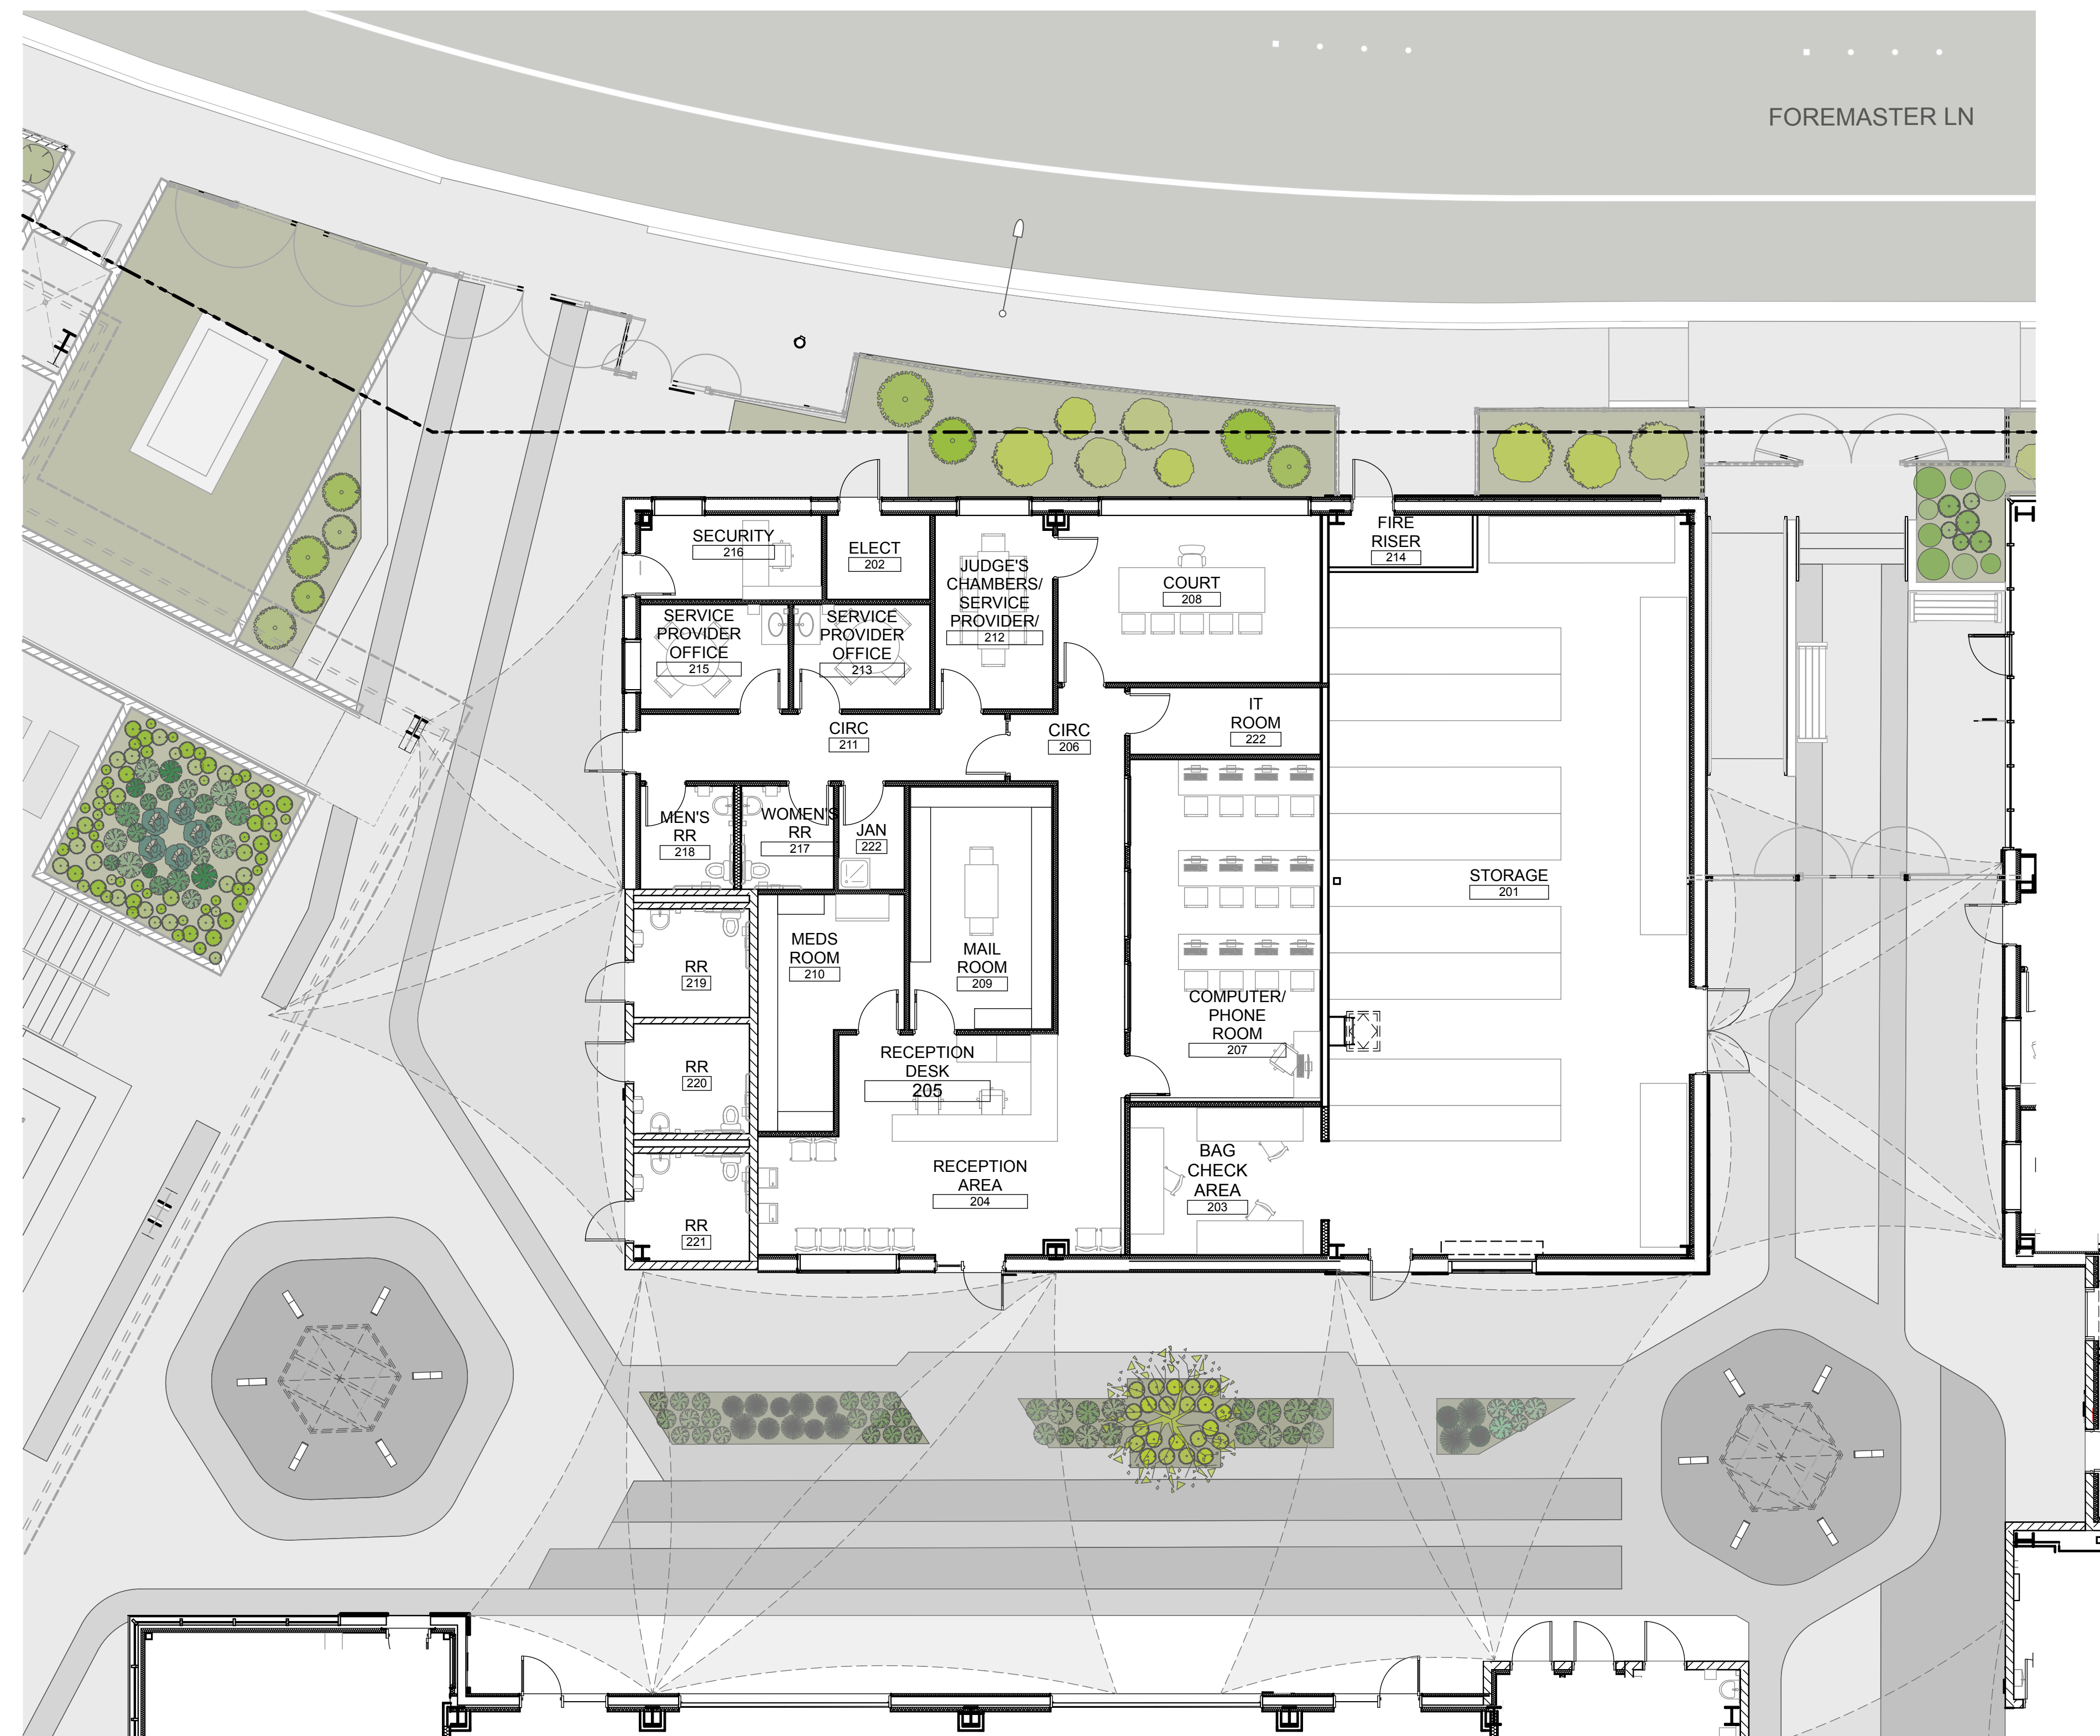 FOREMASTER LN
SECURITY
216
ELECT
202
JUDGE'S
CHAMBERS/
SERVICE
PROVIDER/
212
COURT
208
FIRE
RISER
214
SERVICE
PROVIDER
OFFICE
215
SERVICE
PROVIDER
OFFICE
213
CIRC
211
CIRC
206
IT
ROOM
222
MEN'S
RR
218
WOMEN'S
RR
217
JAN
222
STORAGE
201
RR
219
MEDS
ROOM
210
MAIL
ROOM
209
COMPUTER/
PHONE
ROOM
207
RR
220
RECEPTION
DESK
205
RECEPTION
AREA
204
BAG
CHECK
AREA
203
RR
221